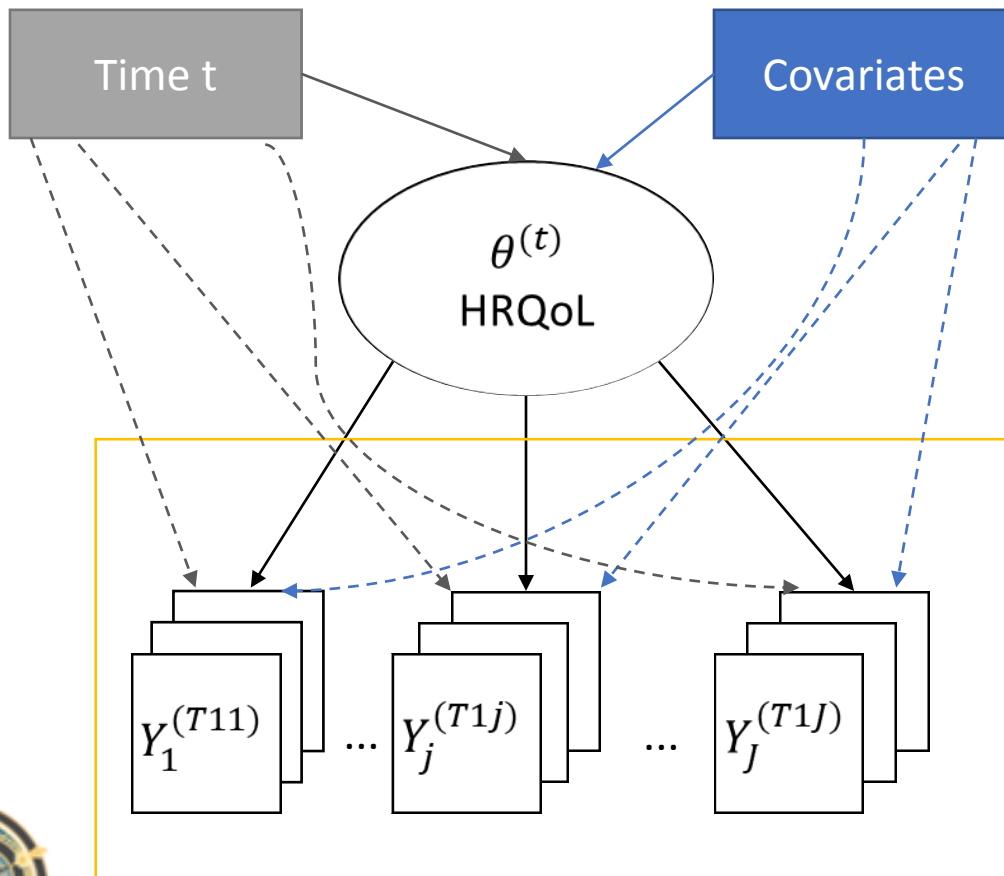 Time t
Covariates
θ^(t)
HRQoL
Y_1^(T11) ... Y_j^(T1j) ... Y_J^(T1J)